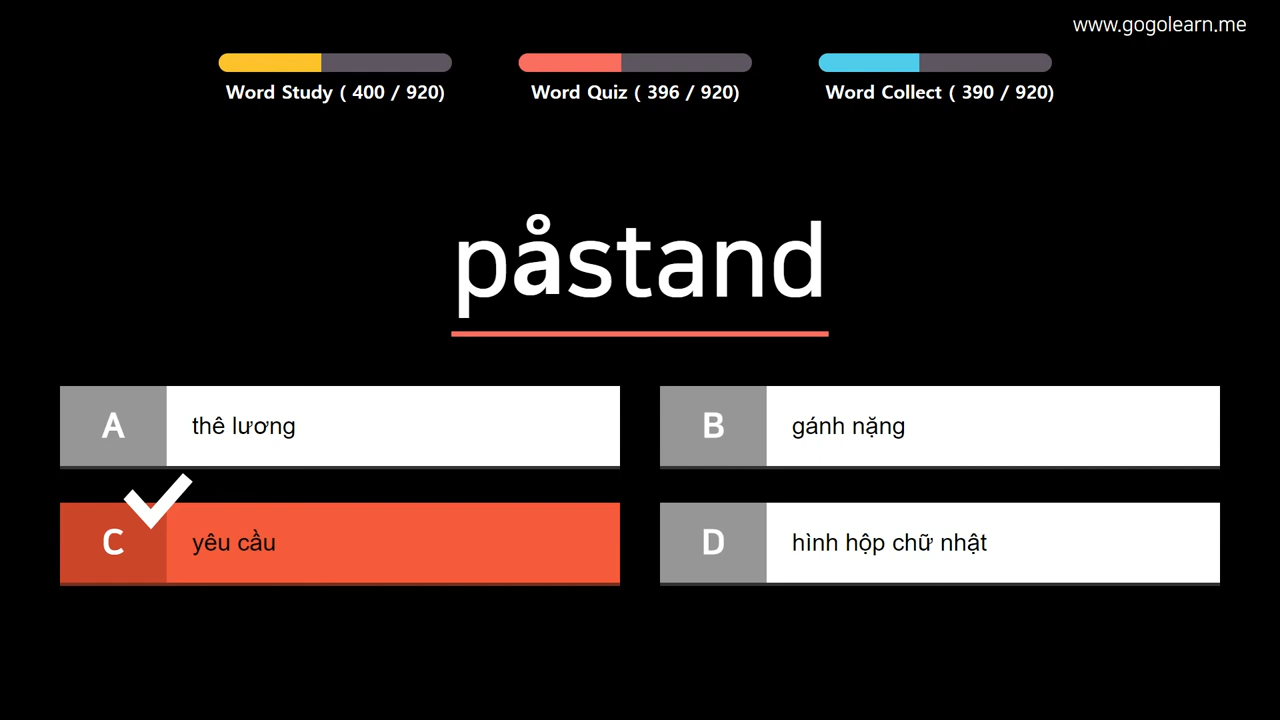 www.gogolearn.me
Word Study ( 400 / 920)
Word Quiz ( 396 / 920)
Word Collect ( 390 / 920)
påstand
A
thê lương
B
gánh nặng
C
yêu cầu
D
hình hộp chữ nhật